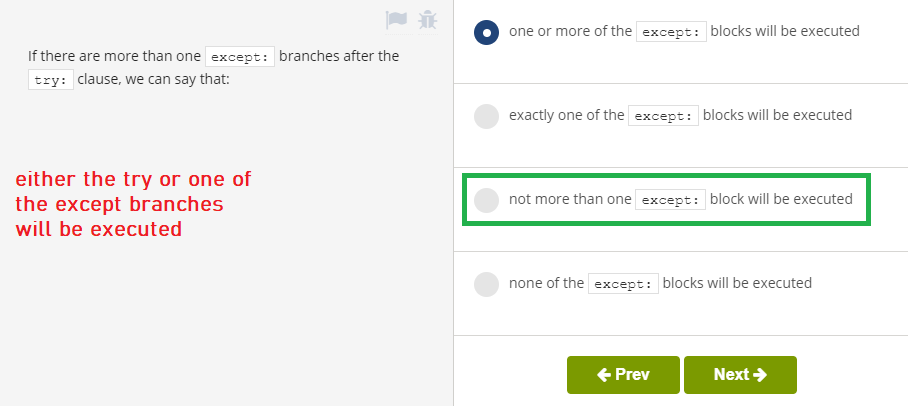 If there are more than one except: branches after the
try: clause, we can say that:
either the try or one of
the except branches
will be executed
one or more of the except: blocks will be executed
exactly one of the except: blocks will be executed
not more than one except: block will be executed
none of the except: blocks will be executed
Prev
Next